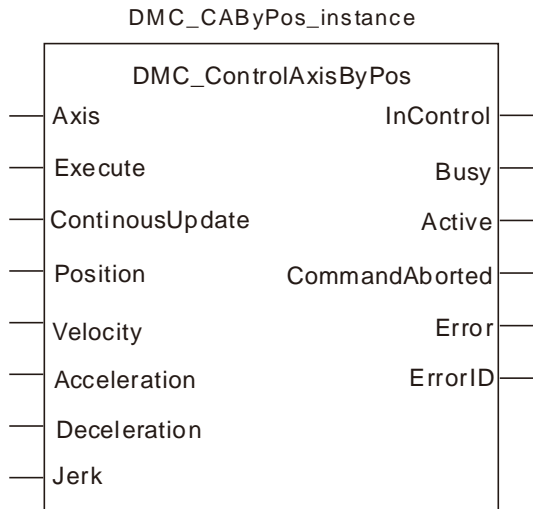 DMC_CAByPos_instance
DMC_ControlAxisByPos
Axis InControl
Execute Busy
ContinousUpdate Active
Position CommandAborted
Velocity Error
Acceleration ErrorID
Deceleration
Jerk